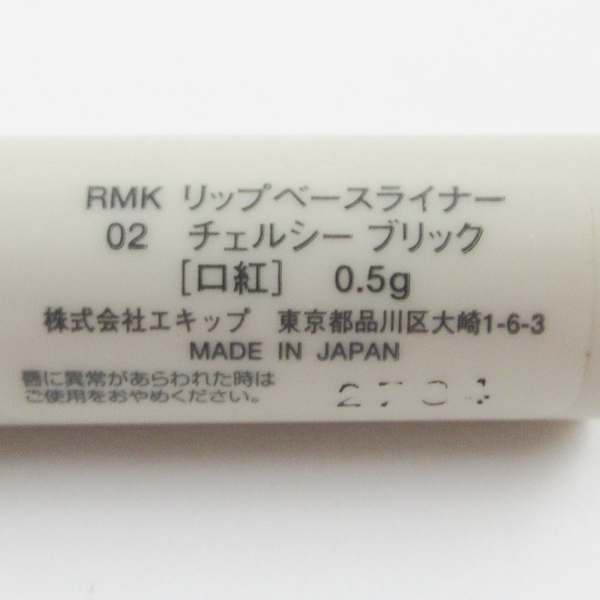 RMK リップベースライナー
02 チェルシー ブリック
[口紅] 0.5g
株式会社エキップ 東京都品川区大崎1-6-3
MADE IN JAPAN
唇に異常があらわれた時は
ご使用をおやめください。